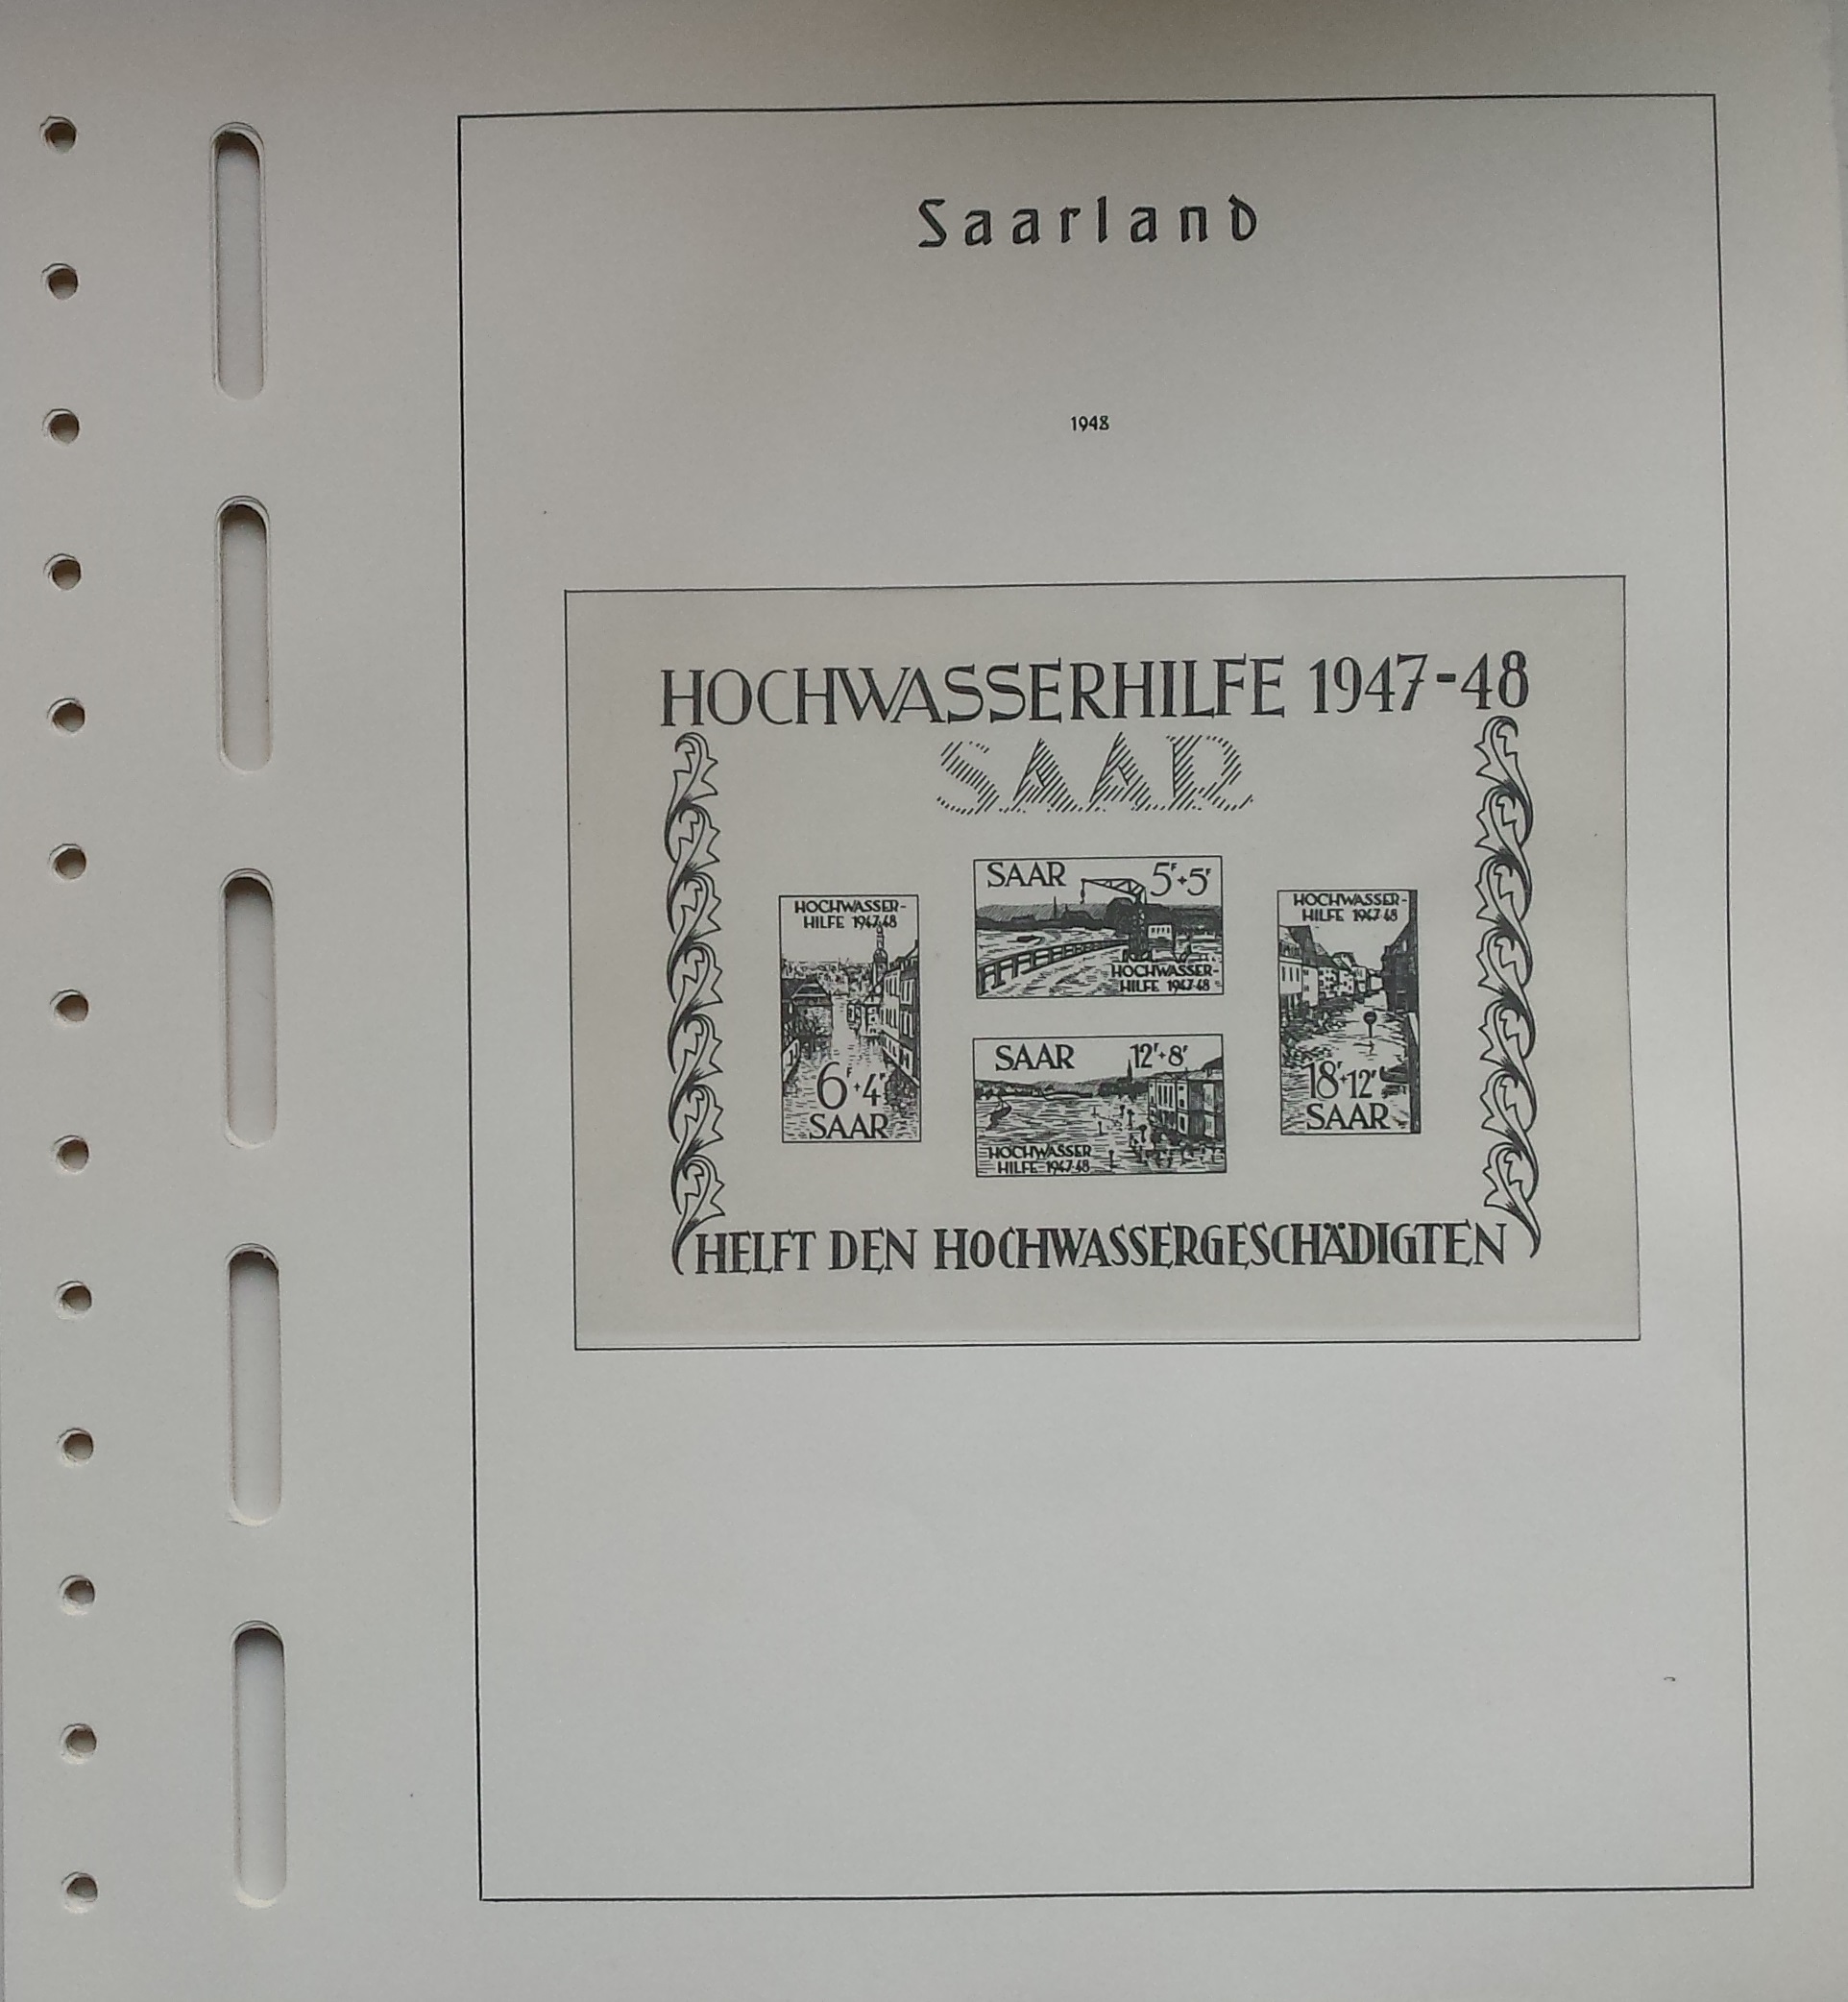 Saarland
1948
HOCHWASSERHILFE 1947-48
SAAR
SAAR 5F+5F
HOCHWASSER-
HILFE 1947-48
HOCHWASSER-
HILFE 1947-48
6F+4F
SAAR
HOCHWASSER-
HILFE 1947-48
18F+12F
SAAR
SAAR 12F+8F
HOCHWASSER
HILFE 1947-48
HELFT DEN HOCHWASSERGESCHÄDIGTEN